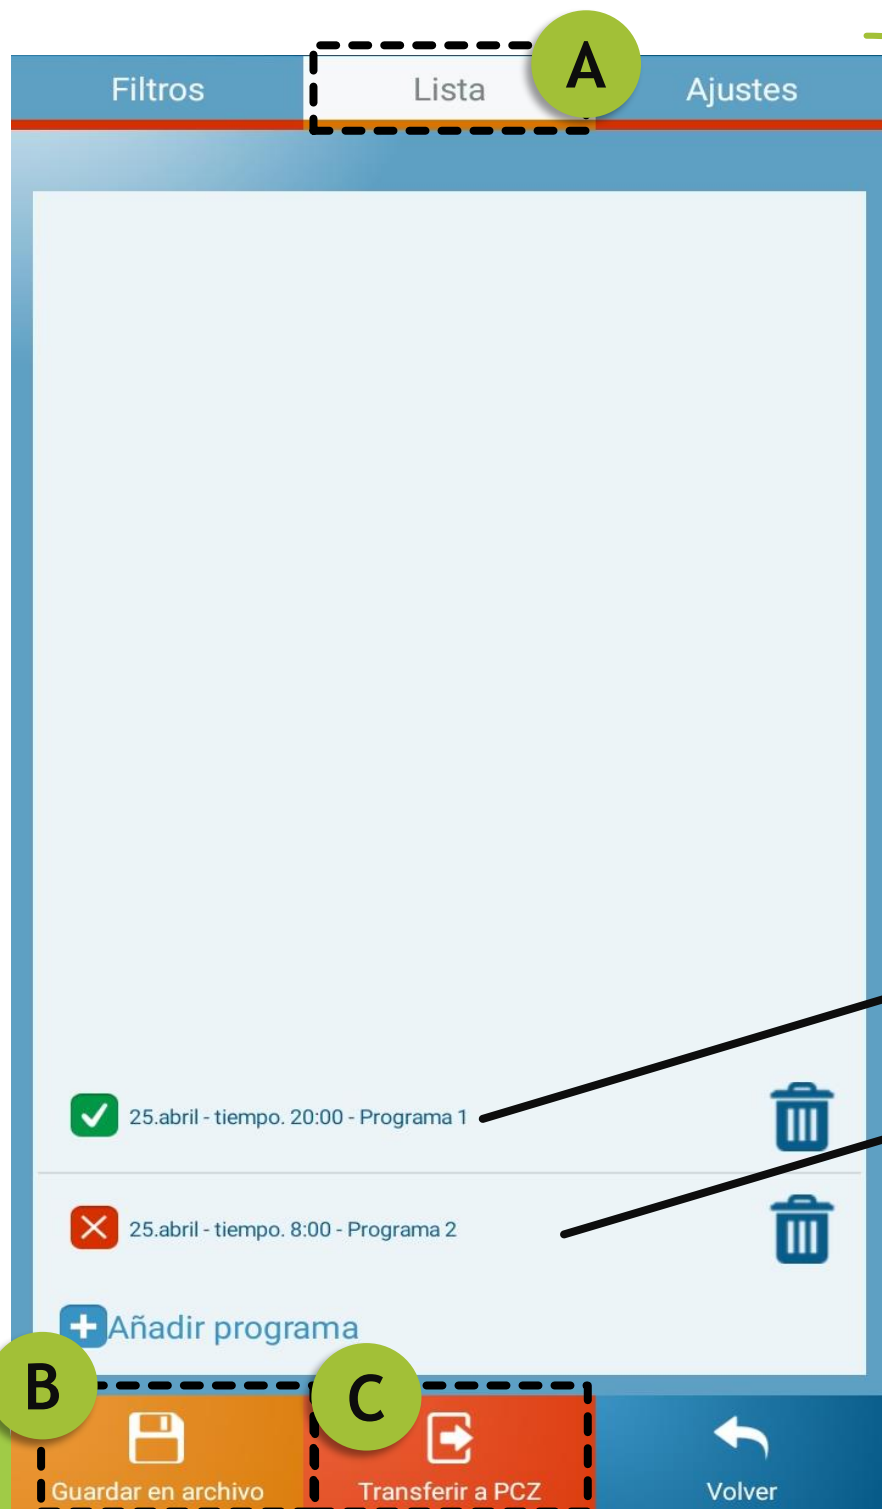 A
Filtros
Lista
Ajustes
25.abril - tiempo. 20:00 - Programa 1
25.abril - tiempo. 8:00 - Programa 2
Añadir programa
B
C
Guardar en archivo
Transferir a PCZ
Volver